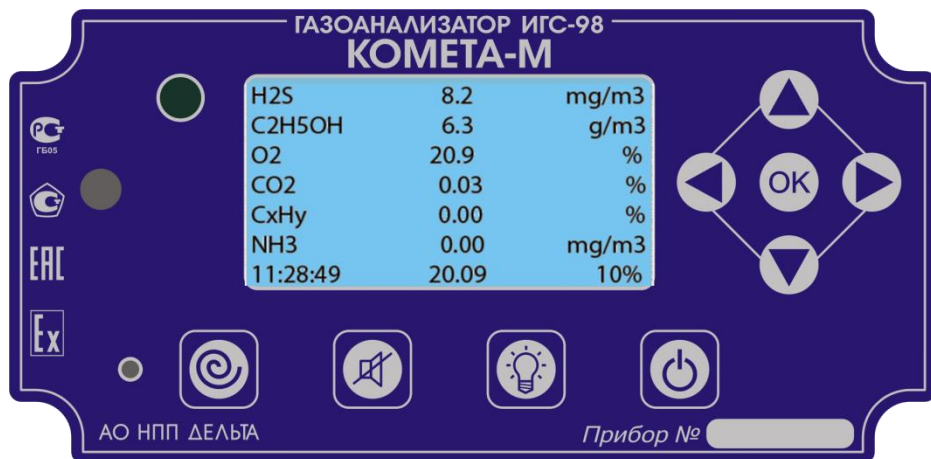 ГАЗОАНАЛИЗАТОР ИГС-98
КОМЕТА-М
H2S 8.2 mg/m3
C2H5OH 6.3 g/m3
O2 20.9 %
CO2 0.03 %
CxHy 0.00 %
NH3 0.00 mg/m3
11:28:49 20.09 10%
OK
РСТ
ГБ05
ЕАС
Ex
АО НПП ДЕЛЬТА
Прибор №